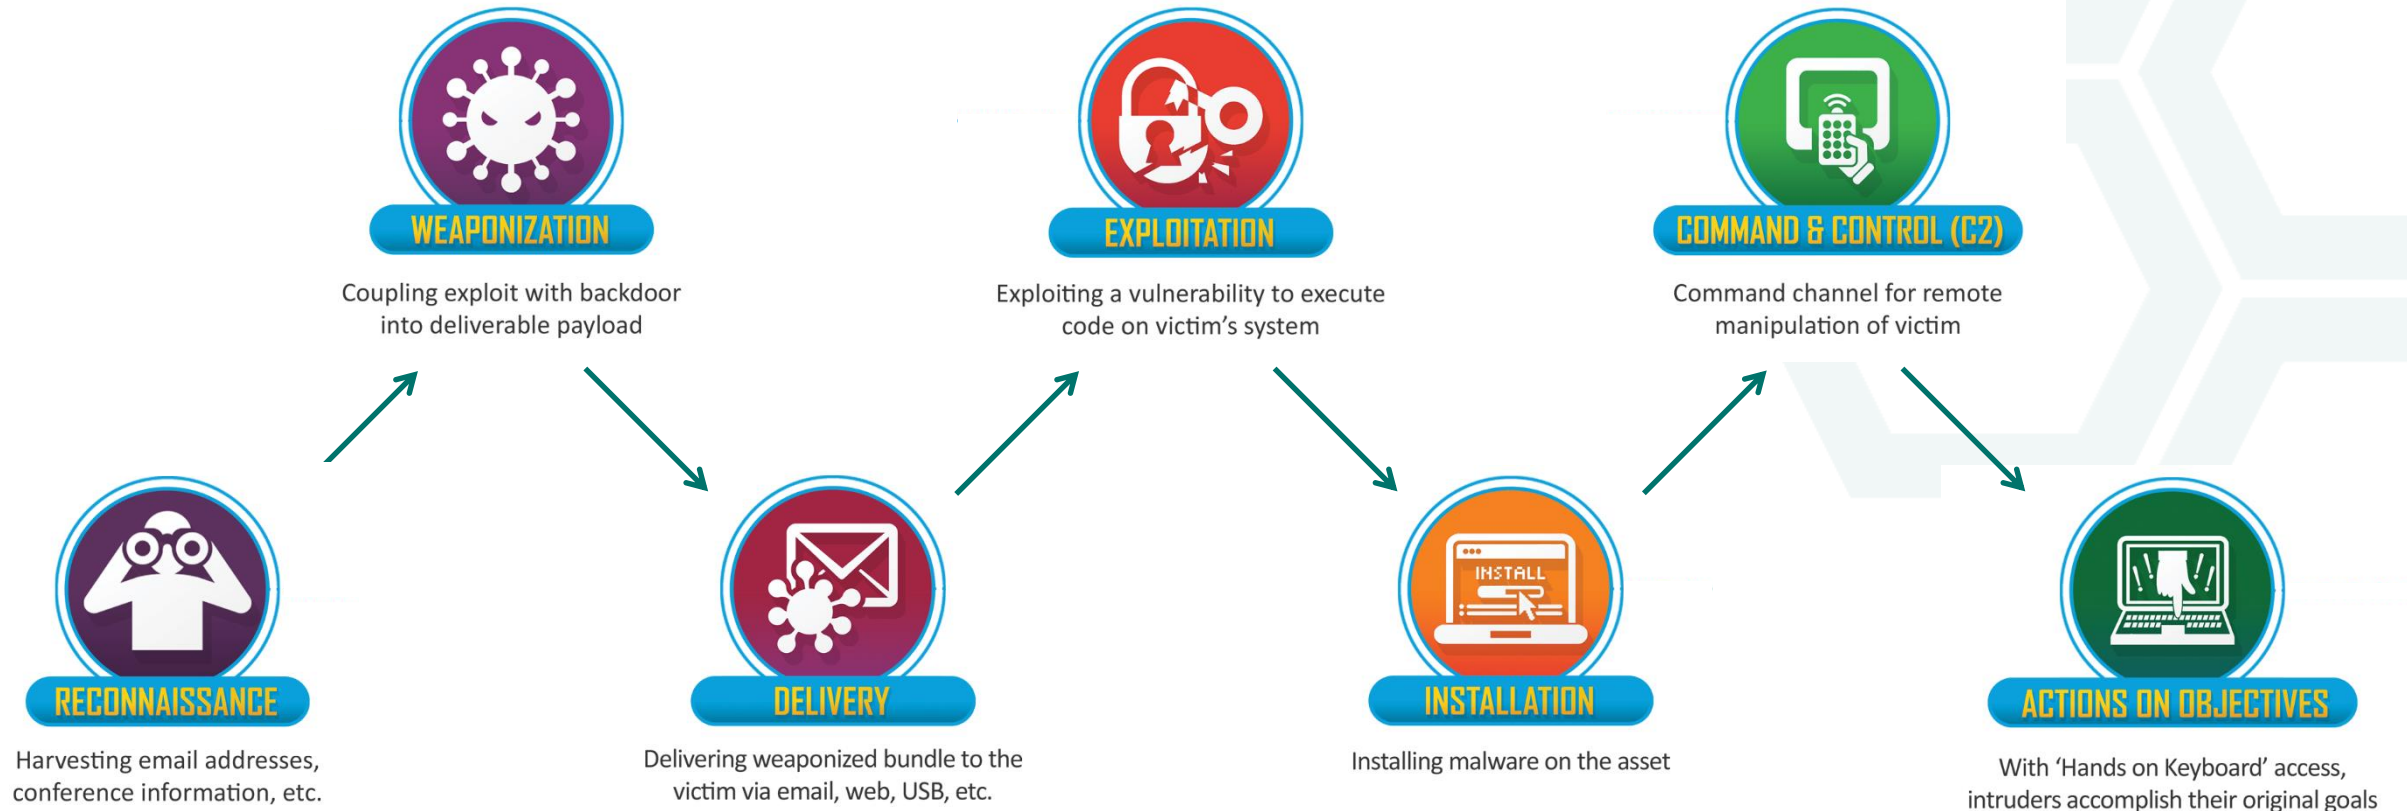 WEAPONIZATION
Coupling exploit with backdoor
into deliverable payload
EXPLOITATION
Exploiting a vulnerability to execute
code on victim’s system
COMMAND & CONTROL (C2)
Command channel for remote
manipulation of victim
RECONNAISSANCE
Harvesting email addresses,
conference information, etc.
DELIVERY
Delivering weaponized bundle to the
victim via email, web, USB, etc.
INSTALL
INSTALLATION
Installing malware on the asset
ACTIONS ON OBJECTIVES
With ‘Hands on Keyboard’ access,
intruders accomplish their original goals